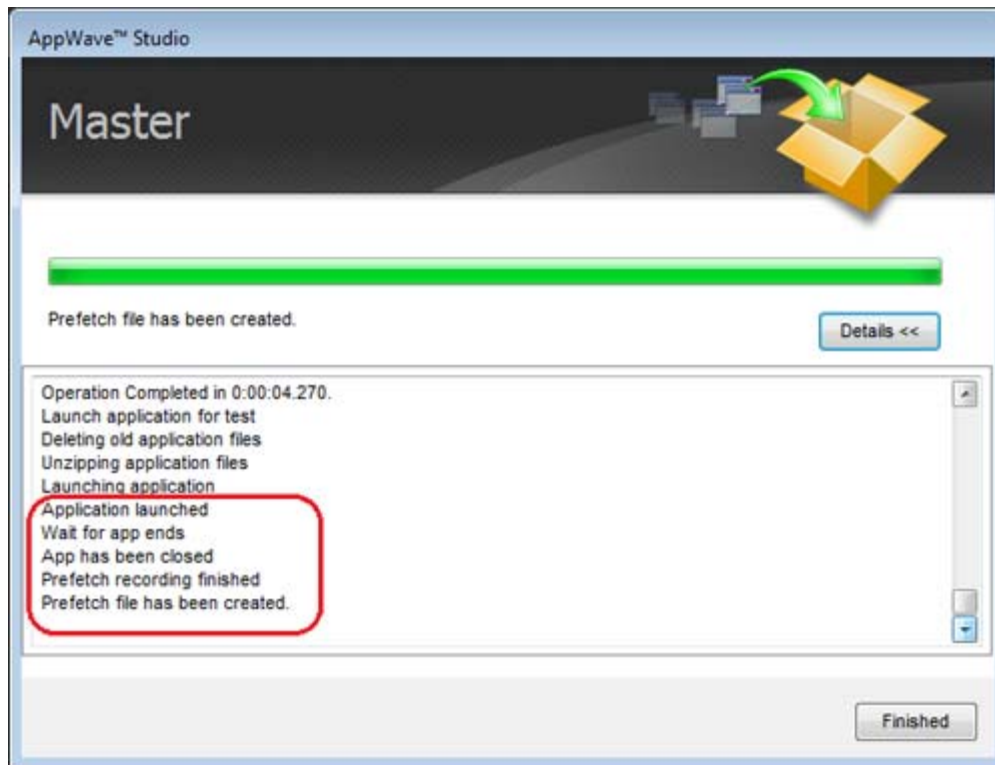 AppWave™ Studio
Master
Prefetch file has been created.
Details <<
Operation Completed in 0:00:04.270.
Launch application for test
Deleting old application files
Unzipping application files
Launching application
Application launched
Wait for app ends
App has been closed
Prefetch recording finished
Prefetch file has been created.
Finished